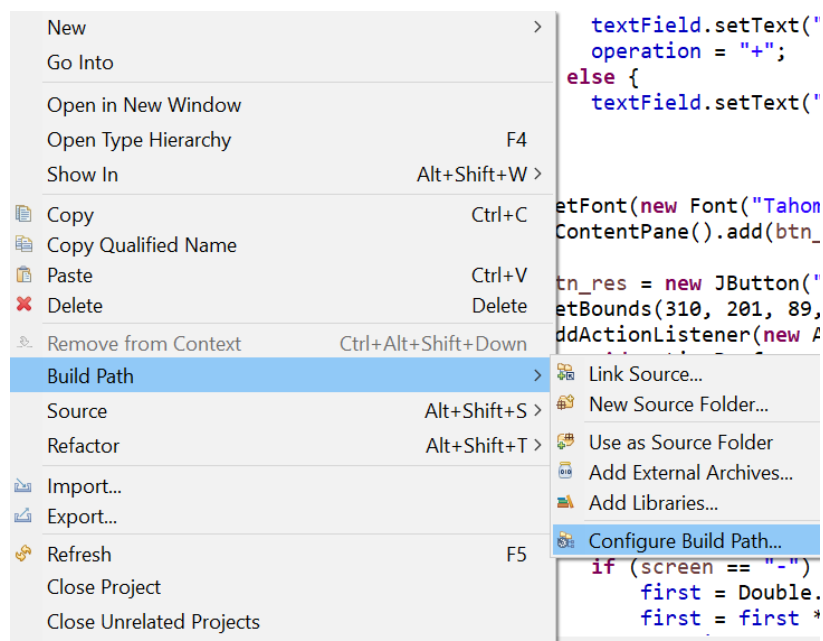 New
Go Into
Open in New Window
Open Type Hierarchy F4
Show In Alt+Shift+W >
Copy Ctrl+C
Copy Qualified Name
Paste Ctrl+V
Delete Delete
Remove from Context Ctrl+Alt+Shift+Down
Build Path
Source Alt+Shift+S >
Refactor Alt+Shift+T >
Import...
Export...
Refresh F5
Close Project
Close Unrelated Projects
Link Source...
New Source Folder...
Use as Source Folder
Add External Archives...
Add Libraries...
Configure Build Path...
textField.setText("
operation = "+";
else {
textField.setText("
etFont(new Font("Tahom
ContentPane().add(btn_
tn_res = new JButton("
etBounds(310, 201, 89,
ddActionListener(new A
if (screen == "-")
first = Double.
first = first *